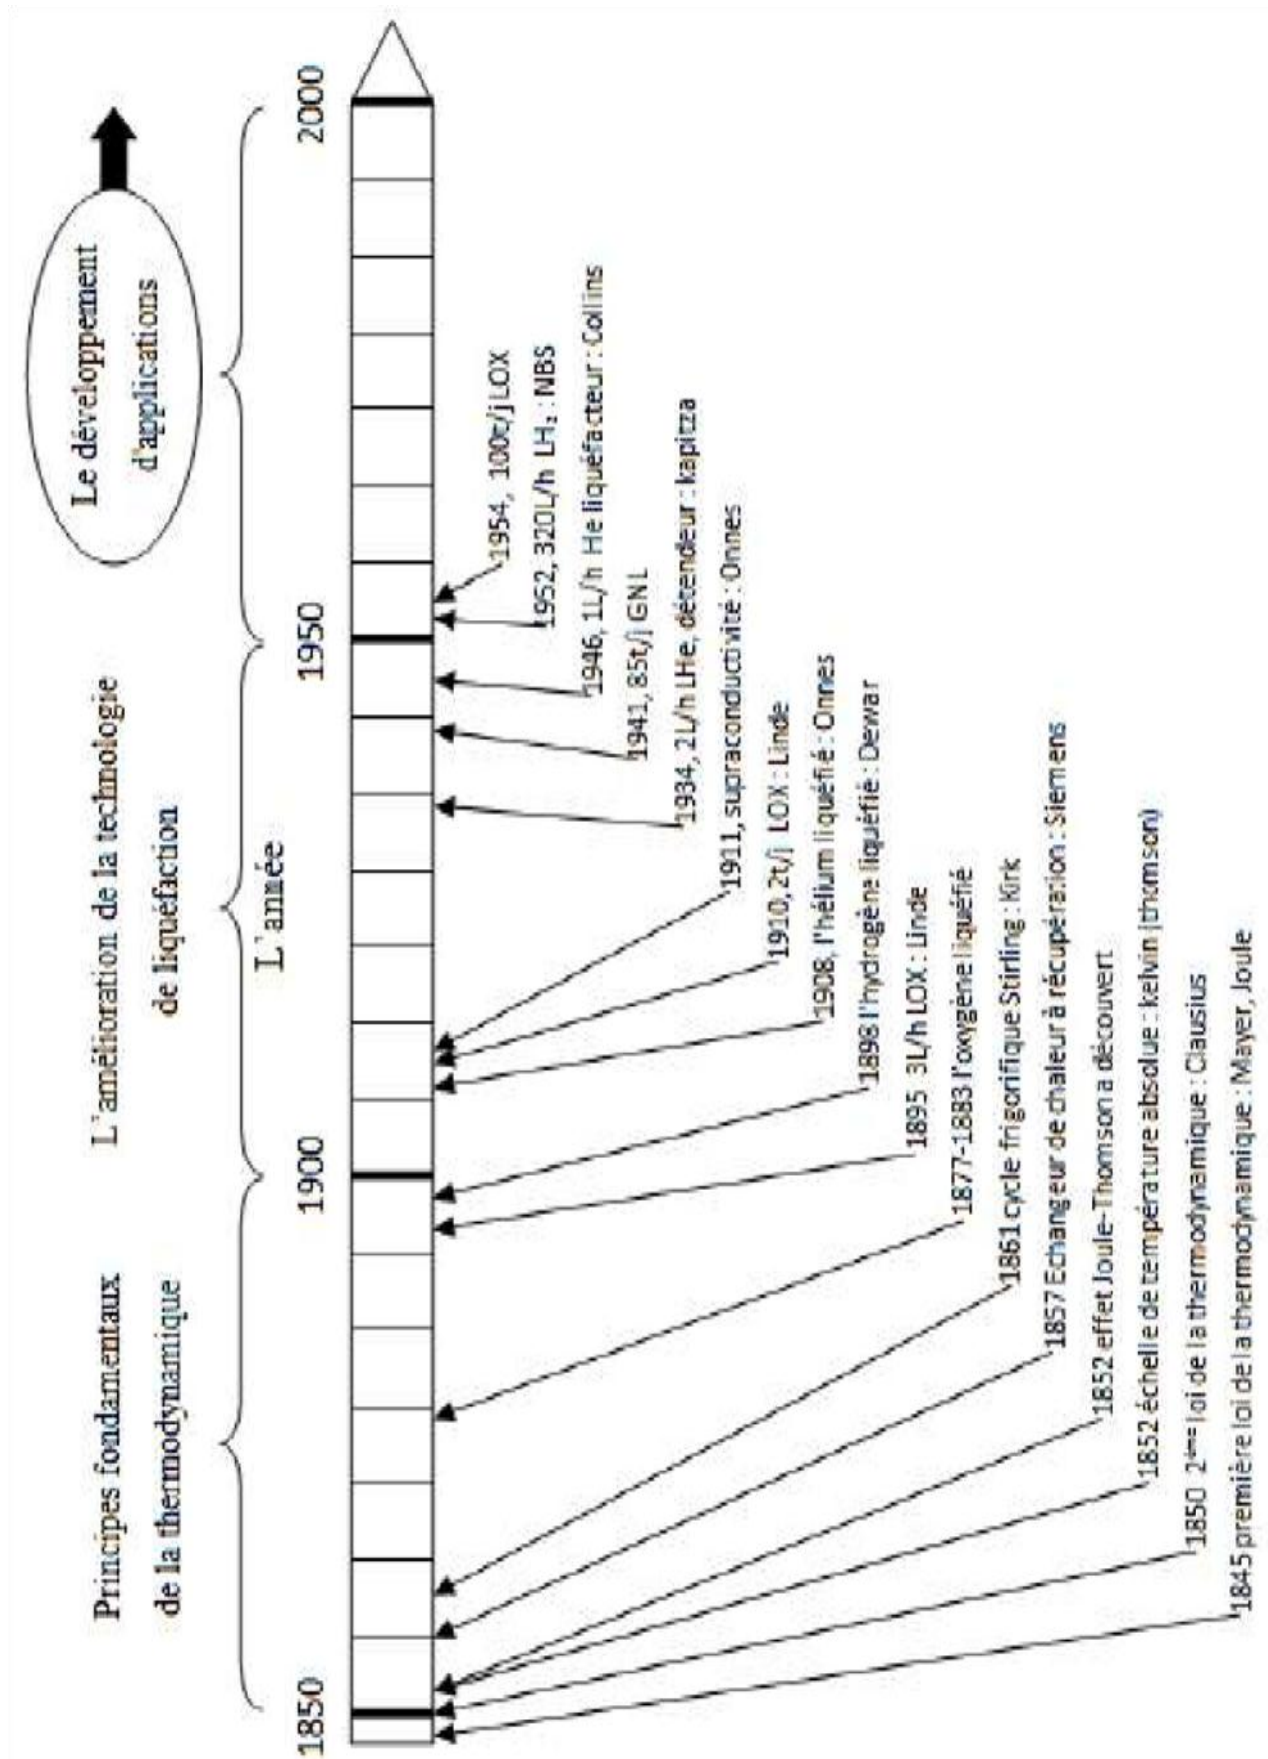 Principes fondamentaux
de la thermodynamique
L'amélioration de la technologie
de liquéfaction
Le développement
d'applications
L'année
1850
1900
1950
2000
1954, 100t/j LOX
1952, 320L/h LH₂ : NBS
1946, 1L/h He liquéfacteur : Collins
1941, 85t/j GNL
1934, 2L/h LHe, détendeur : kapitza
1911, supraconductivité : Onnes
1910, 2t/j LOX : Linde
1908, l'hélium liquéfié : Onnes
1898 l'hydrogène liquéfié : Dewar
1895 3L/h LOX : Linde
1877-1883 l'oxygène liquéfié
1861 cycle frigorifique Stirling : Kirk
1857 Echangeur de chaleur à récupération : Siemens
1852 effet Joule-Thomson a découvert
1852 échelle de température absolue : kelvin (thomson)
1850 2ème loi de la thermodynamique : Clausius
1845 première loi de la thermodynamique : Mayer, Joule